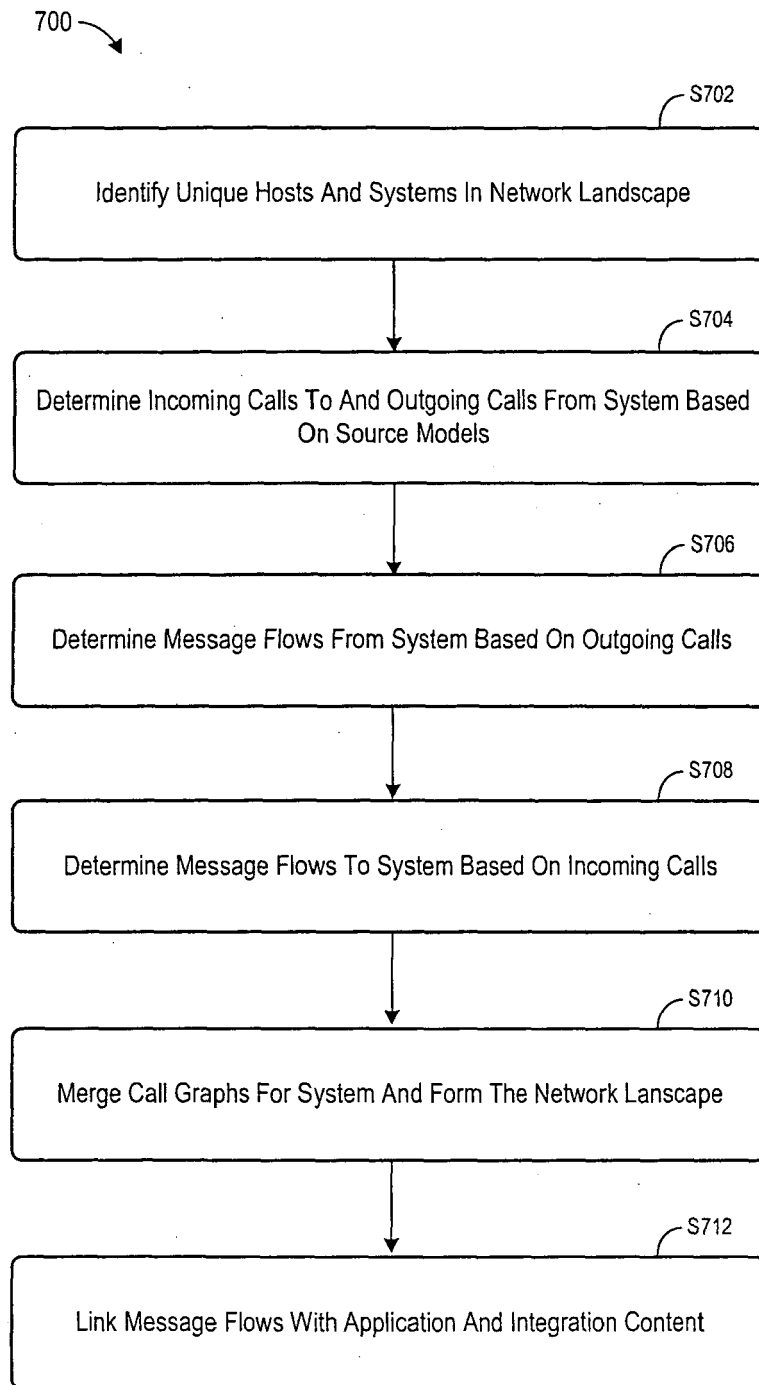 700
S702
Identify Unique Hosts And Systems In Network Landscape
S704
Determine Incoming Calls To And Outgoing Calls From System Based
On Source Models
S706
Determine Message Flows From System Based On Outgoing Calls
S708
Determine Message Flows To System Based On Incoming Calls
S710
Merge Call Graphs For System And Form The Network Lanscape
S712
Link Message Flows With Application And Integration Content